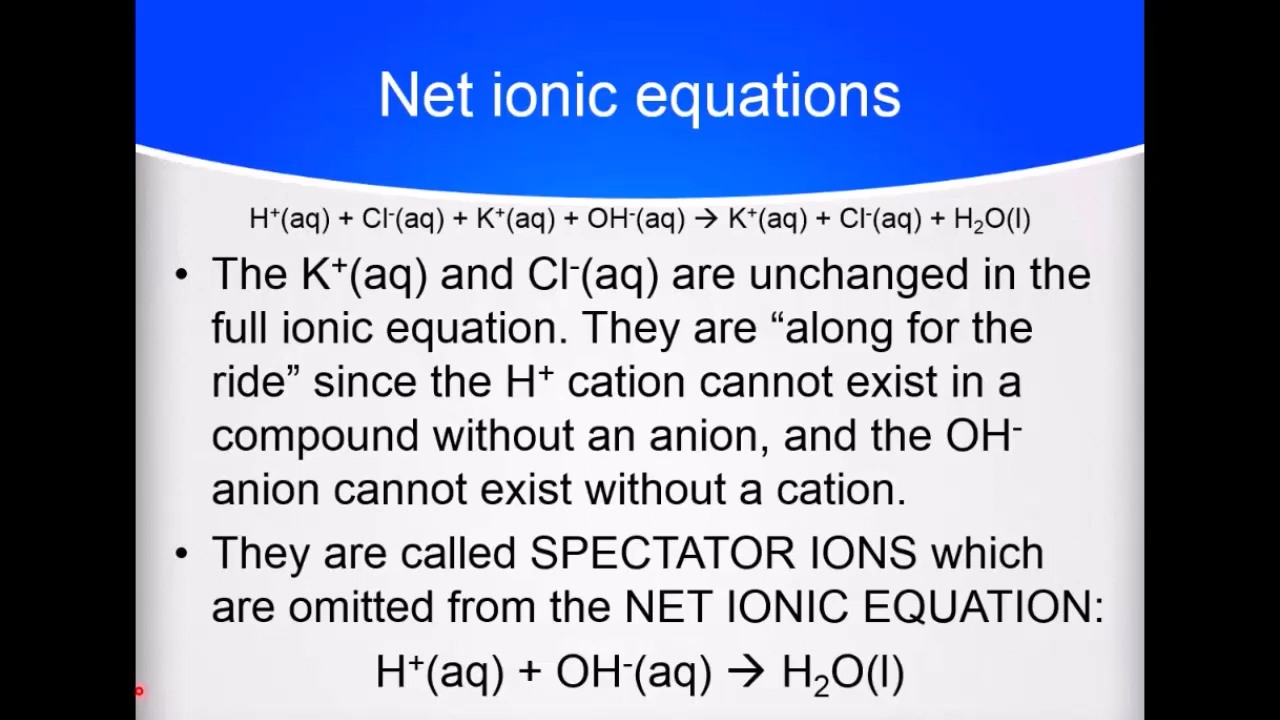 Net ionic equations
H⁺(aq) + Cl⁻(aq) + K⁺(aq) + OH⁻(aq) → K⁺(aq) + Cl⁻(aq) + H₂O(l)
• The K⁺(aq) and Cl⁻(aq) are unchanged in the
full ionic equation. They are “along for the
ride” since the H⁺ cation cannot exist in a
compound without an anion, and the OH⁻
anion cannot exist without a cation.
• They are called SPECTATOR IONS which
are omitted from the NET IONIC EQUATION:
H⁺(aq) + OH⁻(aq) → H₂O(l)